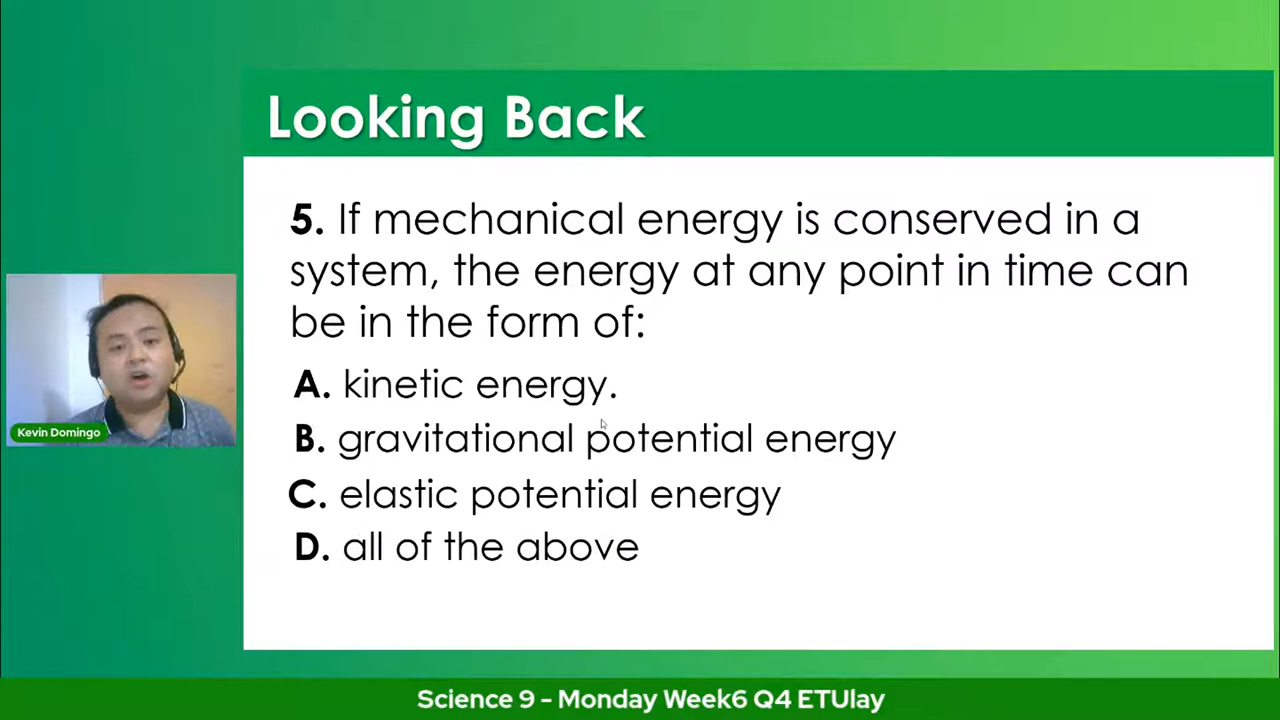 Looking Back
5. If mechanical energy is conserved in a
system, the energy at any point in time can
be in the form of:
A. kinetic energy.
B. gravitational potential energy
C. elastic potential energy
D. all of the above
Kevin Domingo
Science 9 - Monday Week6 Q4 ETUlay